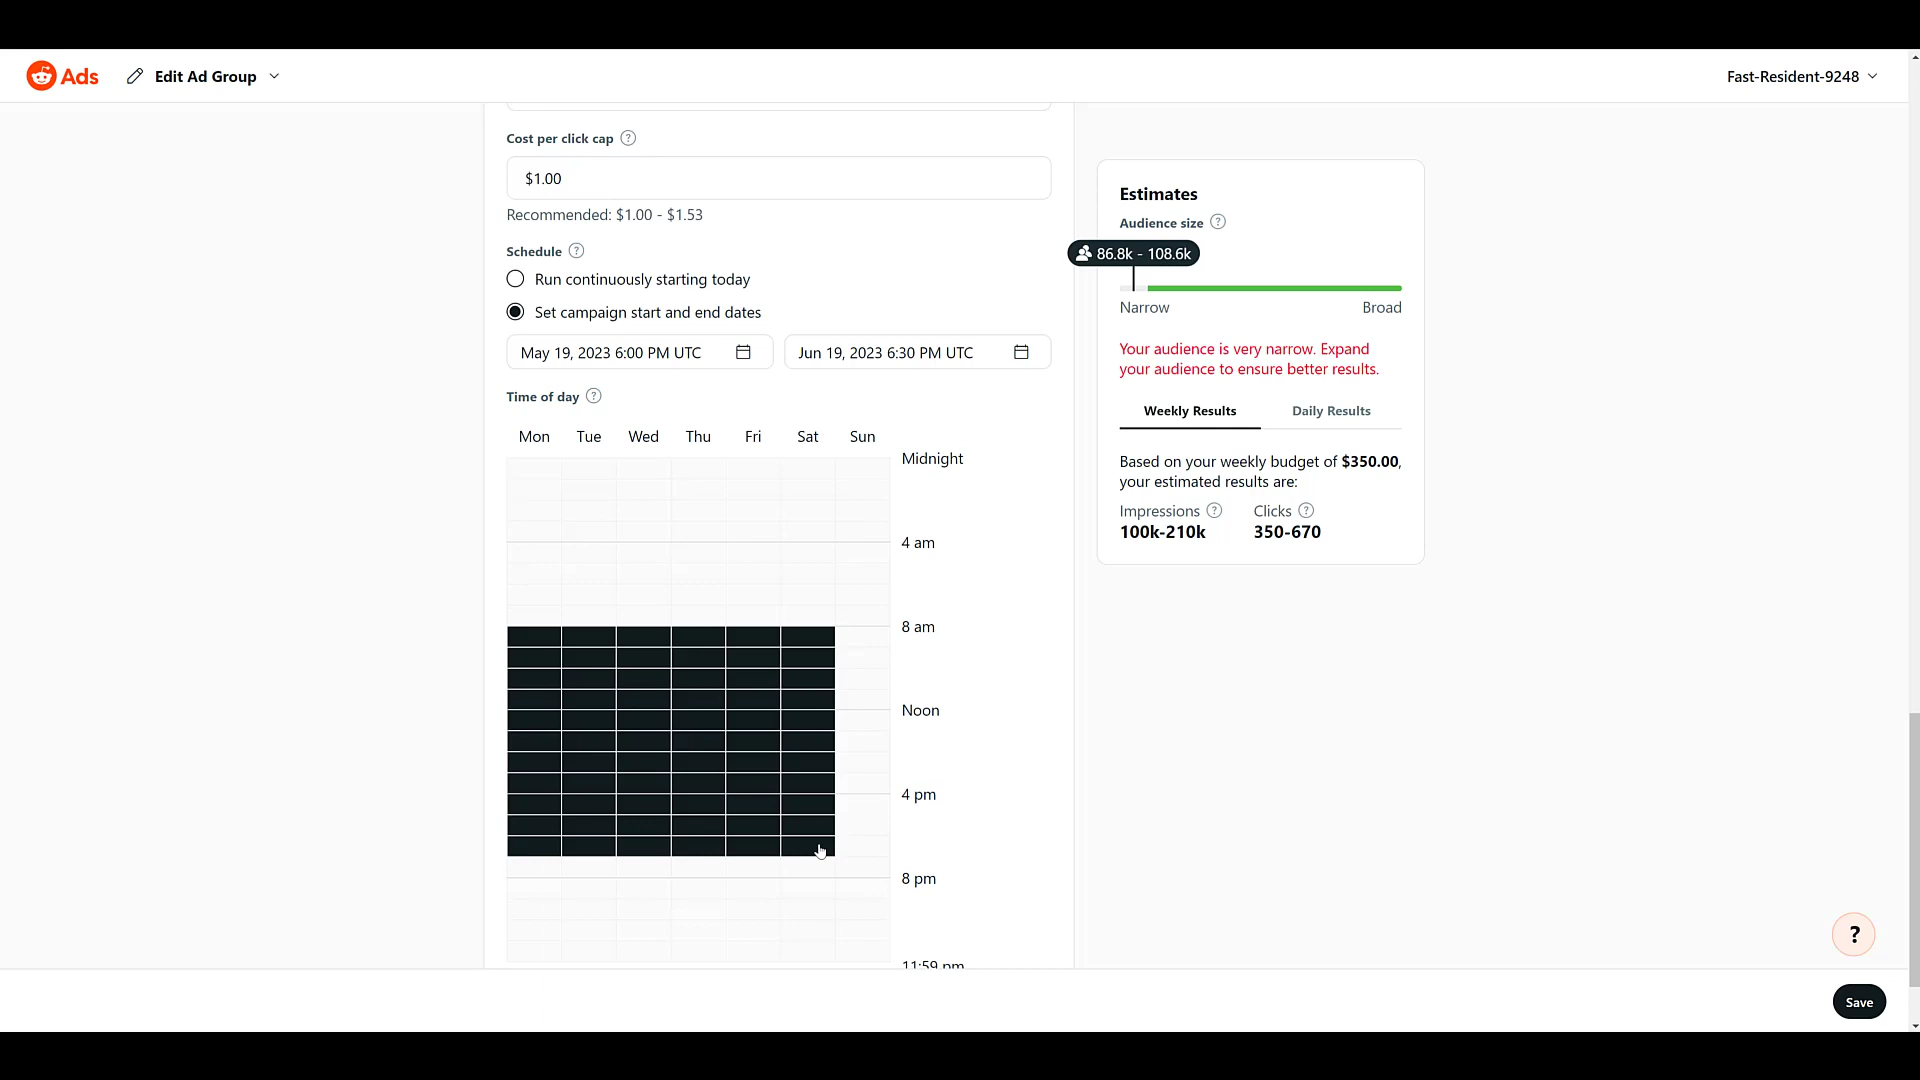 Ads
Edit Ad Group
Fast-Resident-9248
Cost per click cap ?
$1.00
Recommended: $1.00 - $1.53
Schedule ?
Run continuously starting today
Set campaign start and end dates
May 19, 2023 6:00 PM UTC
Jun 19, 2023 6:30 PM UTC
Time of day ?
Mon Tue Wed Thu Fri Sat Sun
Midnight
4 am
8 am
Noon
4 pm
8 pm
11:59 pm
Estimates
Audience size ?
86.8k - 108.6k
Narrow Broad
Your audience is very narrow. Expand
your audience to ensure better results.
Weekly Results Daily Results
Based on your weekly budget of $350.00,
your estimated results are:
Impressions ? Clicks ?
100k-210k 350-670
?
Save